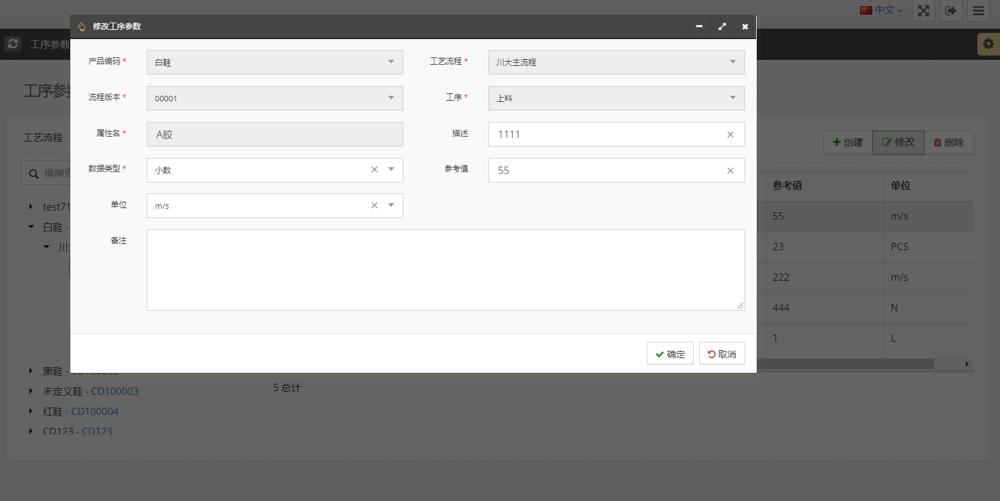 中文
修改工序参数
工序参数
产品编码 * 白鞋
工艺流程 * 川大主流程
流程版本 * 00001
工序 * 上料
属性名 * A胶
描述 1111
数据类型 * 小数
参考值 55
单位 m/s
备注
确定 取消
工序参
工艺流程
创建 修改 删除
模糊
参考值 单位
55 m/s
23 PCS
222 m/s
444 N
1 L
test71
白鞋 -
川
黑鞋 - CD100002
未定义鞋 - CD100003
红鞋 - CD100004
CD123 - CD123
5 总计